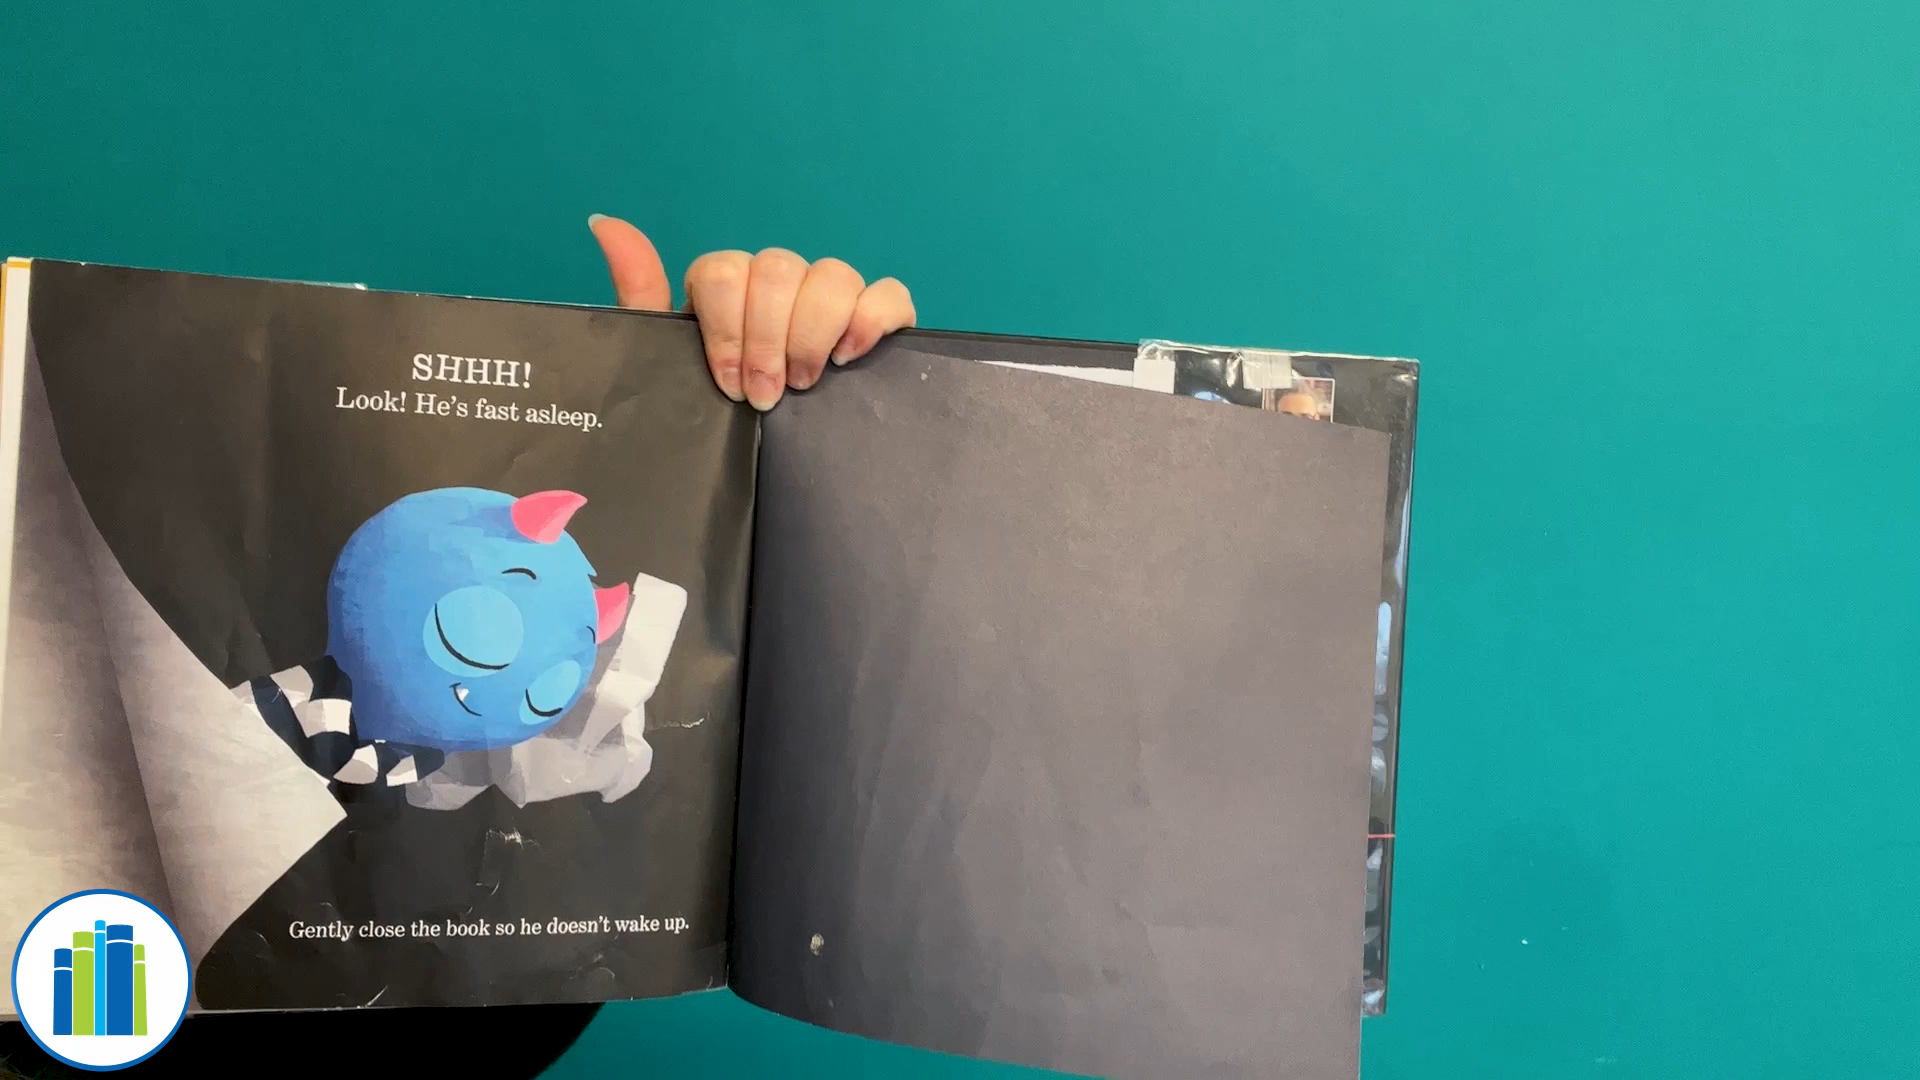 SHHH!
Look! He's fast asleep.
Gently close the book so he doesn't wake up.